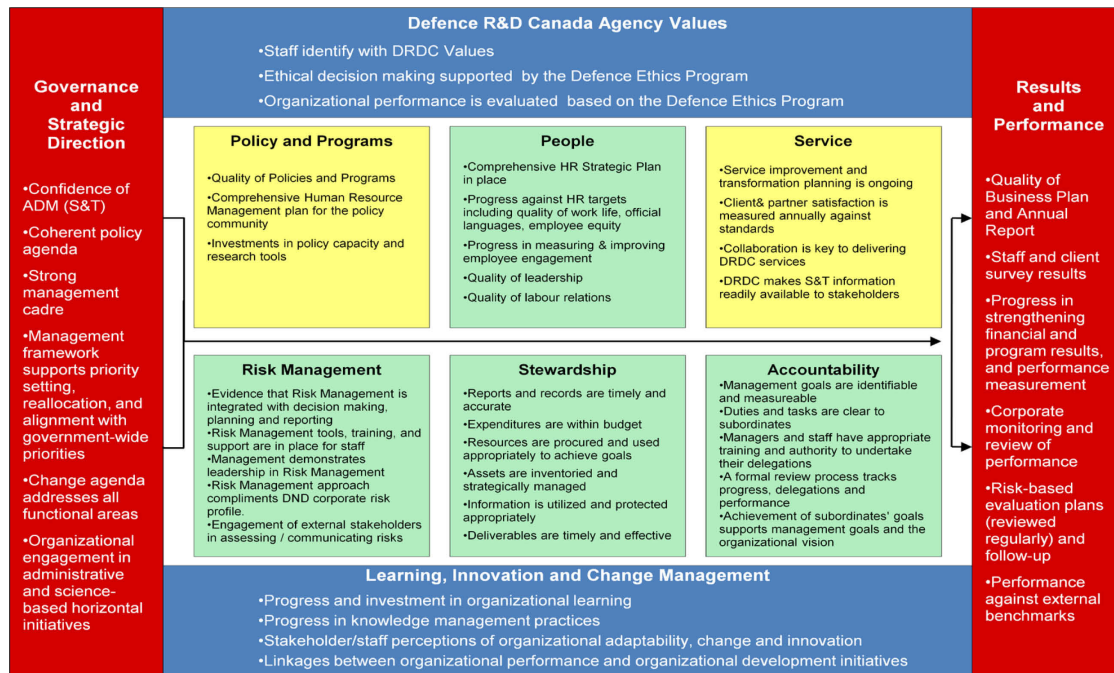 Defence R&D Canada Agency Values
•Staff identify with DRDC Values
•Ethical decision making supported by the Defence Ethics Program
•Organizational performance is evaluated based on the Defence Ethics Program
Governance
and
Strategic
Direction
•Confidence of
ADM (S&T)
•Coherent policy
agenda
•Strong
management
cadre
•Management
framework
supports priority
setting,
reallocation, and
alignment with
government-wide
priorities
•Change agenda
addresses all
functional areas
•Organizational
engagement in
administrative
and science-
based horizontal
initiatives
Policy and Programs
•Quality of Policies and Programs
•Comprehensive Human Resource
Management plan for the policy
community
•Investments in policy capacity and
research tools
People
•Comprehensive HR Strategic Plan
in place
•Progress against HR targets
including quality of work life, official
languages, employee equity
•Progress in measuring & improving
employee engagement
•Quality of leadership
•Quality of labour relations
Service
•Service improvement and
transformation planning is ongoing
•Client& partner satisfaction is
measured annually against
standards
•Collaboration is key to delivering
DRDC services
•DRDC makes S&T information
readily available to stakeholders
Risk Management
•Evidence that Risk Management is
integrated with decision making,
planning and reporting
•Risk Management tools, training, and
support are in place for staff
•Management demonstrates
leadership in Risk Management
•Risk Management approach
compliments DND corporate risk
profile.
•Engagement of external stakeholders
in assessing / communicating risks
Stewardship
•Reports and records are timely and
accurate
•Expenditures are within budget
•Resources are procured and used
appropriately to achieve goals
•Assets are inventoried and
strategically managed
•Information is utilized and protected
appropriately
•Deliverables are timely and effective
Accountability
•Management goals are identifiable
and measureable
•Duties and tasks are clear to
subordinates
•Managers and staff have appropriate
training and authority to undertake
their delegations
•A formal review process tracks
progress, delegations and
performance
•Achievement of subordinates' goals
supports management goals and the
organizational vision
Results
and
Performance
•Quality of
Business Plan
and Annual
Report
•Staff and client
survey results
•Progress in
strengthening
financial and
program results,
and performance
measurement
•Corporate
monitoring and
review of
performance
•Risk-based
evaluation plans
(reviewed
regularly) and
follow-up
•Performance
against external
benchmarks
Learning, Innovation and Change Management
•Progress and investment in organizational learning
•Progress in knowledge management practices
•Stakeholder/staff perceptions of organizational adaptability, change and innovation
•Linkages between organizational performance and organizational development initiatives